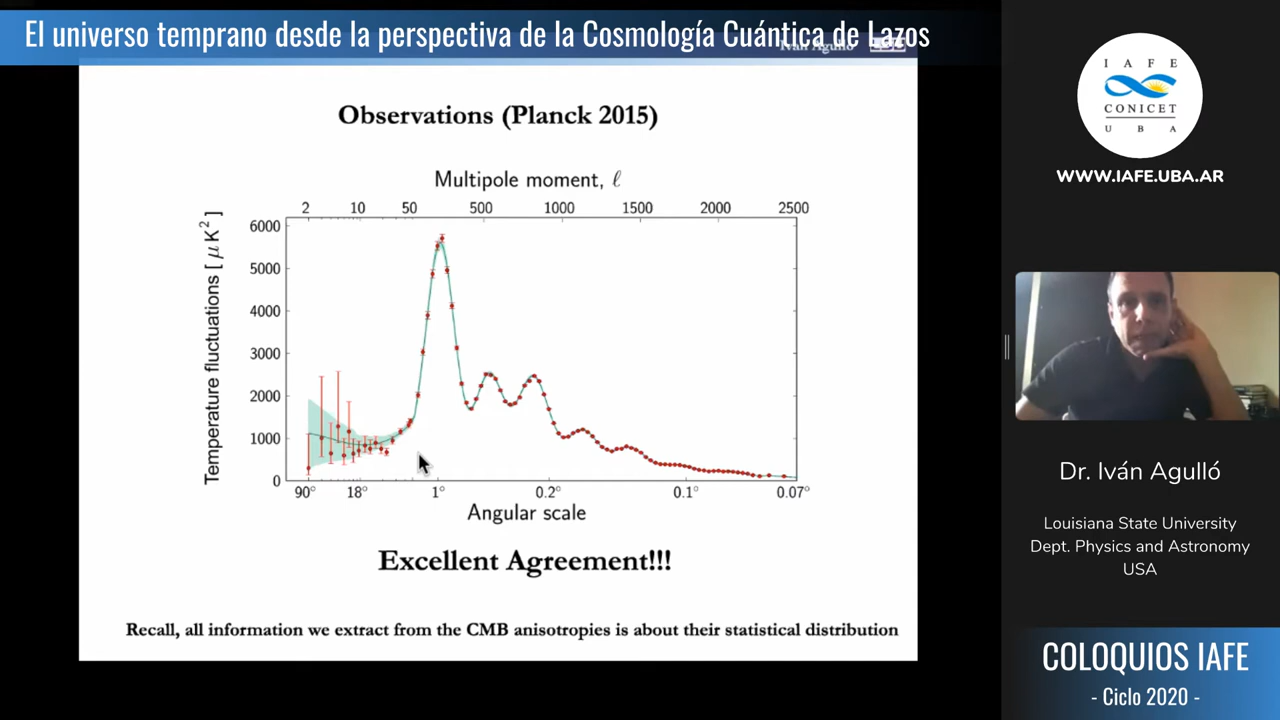 El universo temprano desde la perspectiva de la Cosmología Cuántica de Lazos
Iván Agulló
Observations (Planck 2015)
Multipole moment, ℓ
2 10 50 500 1000 1500 2000 2500
Temperature fluctuations [ μ K² ]
6000
5000
4000
3000
2000
1000
0
90° 18° 1° 0.2° 0.1° 0.07°
Angular scale
Excellent Agreement!!!
Recall, all information we extract from the CMB anisotropies is about their statistical distribution
I A F E
CONICET
U B A
WWW.IAFE.UBA.AR
Dr. Iván Agulló
Louisiana State University
Dept. Physics and Astronomy
USA
COLOQUIOS IAFE
- Ciclo 2020 -